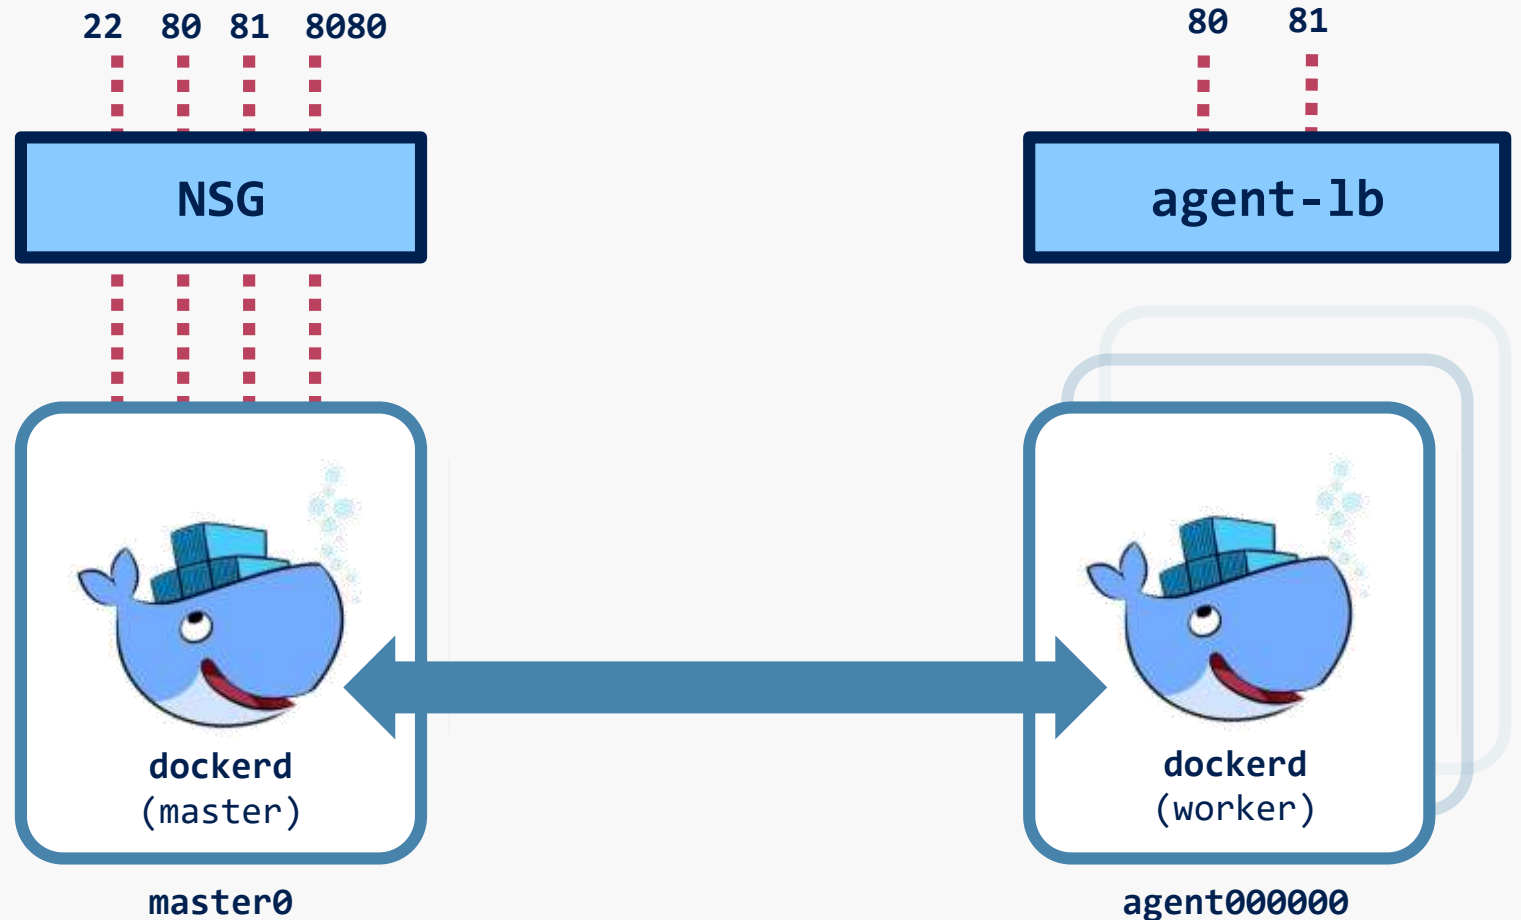 22 80 81 8080
80 81
NSG
agent-lb
dockerd
(master)
dockerd
(worker)
master0
agent000000